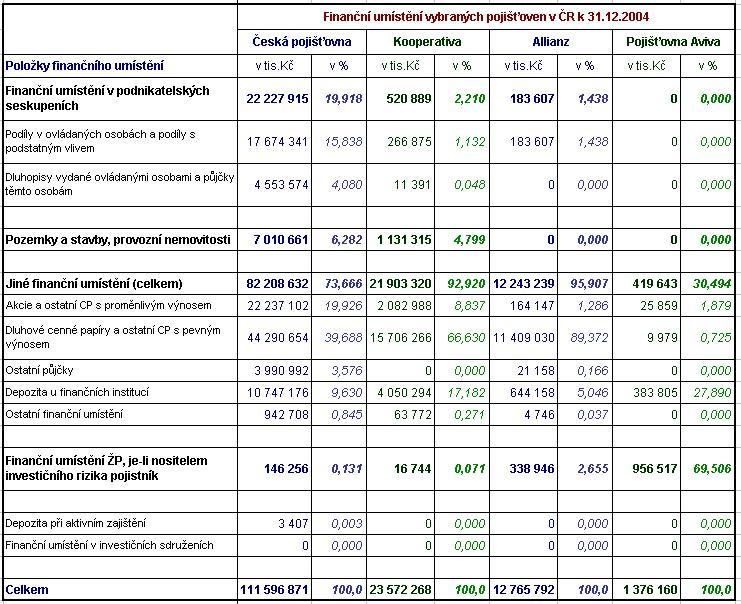 Finanční umístění vybraných pojišťoven v ČR k 31.12.2004
Česká pojišťovna Kooperativa Allianz Pojišťovna Aviva
Položky finančního umístění v tis.Kč v % v tis.Kč v % v tis.Kč v % v tis.Kč v %
Finanční umístění v podnikatelských
seskupeních 22 227 915 19,918 520 889 2,210 183 607 1,438 0 0,000
Podíly v ovládaných osobách a podíly s
podstatným vlivem 17 674 341 15,838 266 875 1,132 183 607 1,438 0 0,000
Dluhopisy vydané ovládanými osobami a půjčky
těmto osobám 4 553 574 4,080 11 391 0,048 0 0,000 0 0,000
Pozemky a stavby, provozní nemovitosti 7 010 661 6,282 1 131 315 4,799 0 0,000 0 0,000
Jiné finanční umístění (celkem) 82 208 632 73,666 21 903 320 92,920 12 243 239 95,907 419 643 30,494
Akcie a ostatní CP s proměnlivým výnosem 22 237 102 19,926 2 082 988 8,837 164 147 1,286 25 859 1,879
Dluhové cenné papíry a ostatní CP s pevným
výnosem 44 290 654 39,688 15 706 266 66,630 11 409 030 89,372 9 979 0,725
Ostatní půjčky 3 990 992 3,576 0 0,000 21 158 0,166 0 0,000
Depozita u finančních institucí 10 747 176 9,630 4 050 294 17,182 644 158 5,046 383 805 27,890
Ostatní finanční umístění 942 708 0,845 63 772 0,271 4 746 0,037 0 0,000
Finanční umístění ŽP, je-li nositelem
investičního rizika pojistník 146 256 0,131 16 744 0,071 338 946 2,655 956 517 69,506
Depozita při aktivním zajištění 3 407 0,003 0 0,000 0 0,000 0 0,000
Finanční umístění v investičních sdruženích 0 0,000 0 0,000 0 0,000 0 0,000
Celkem 111 596 871 100,0 23 572 268 100,0 12 765 792 100,0 1 376 160 100,0